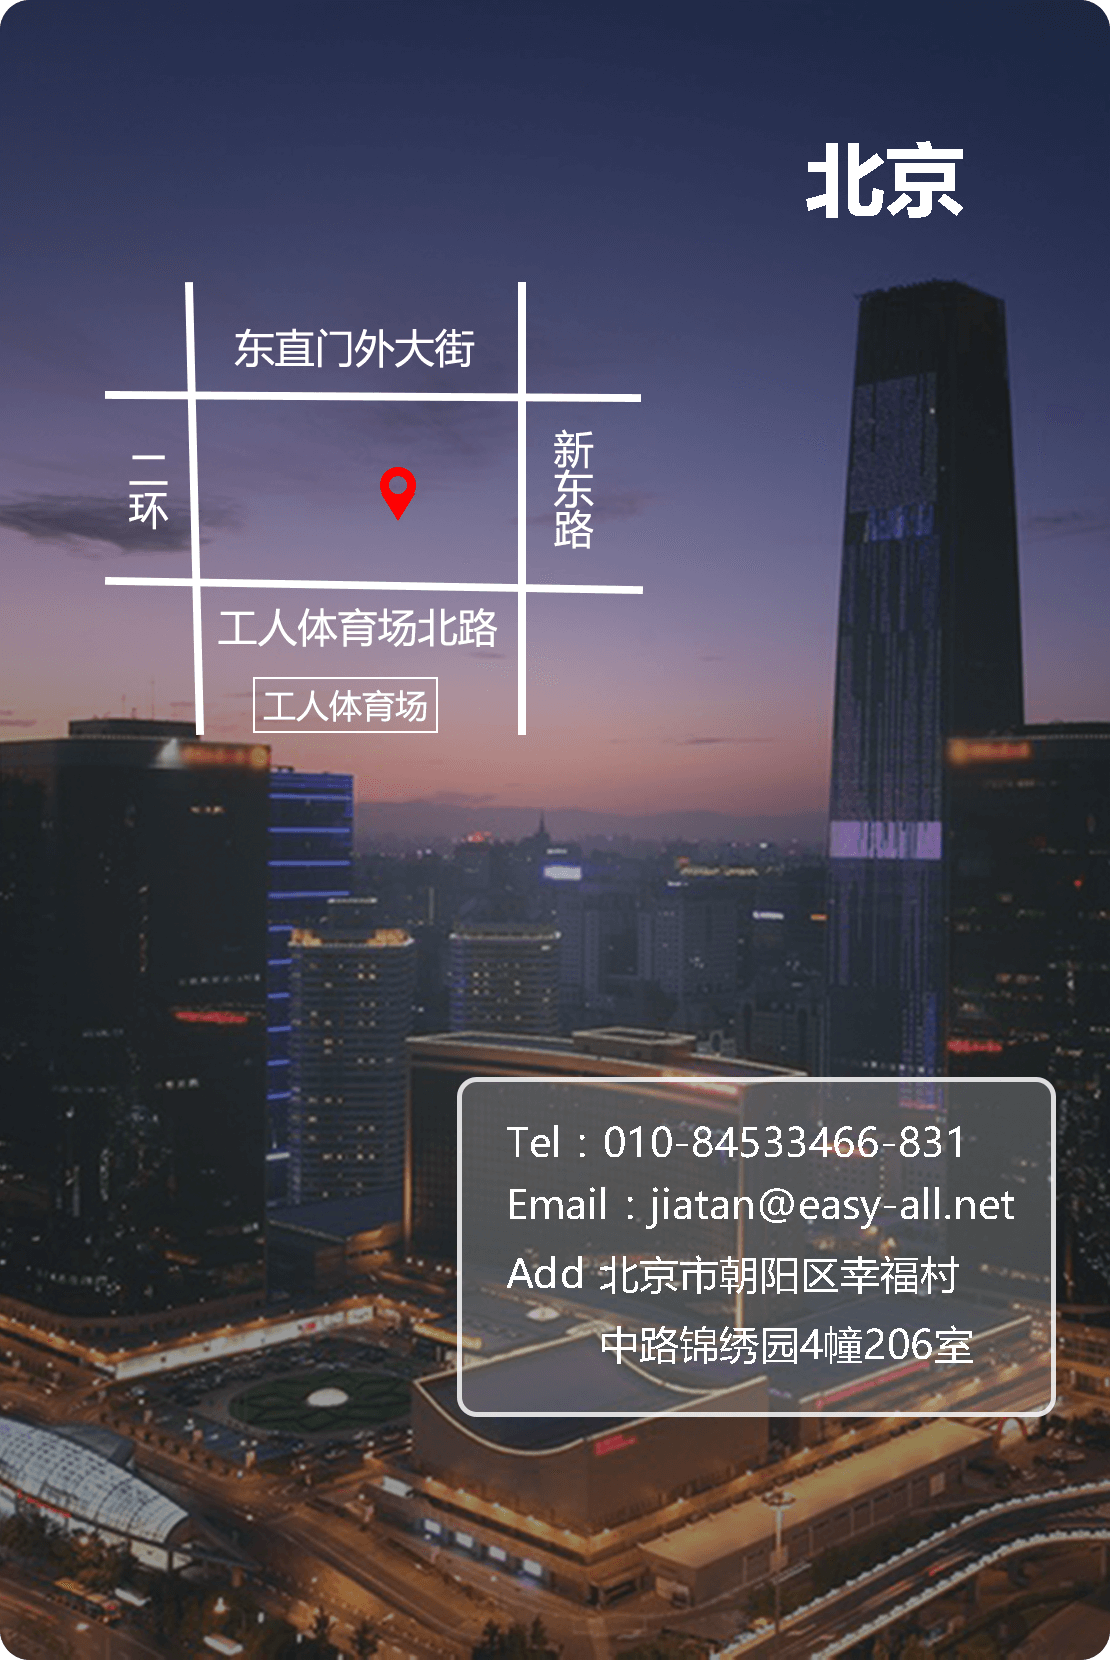 北京
东直门外大街
二环
新东路
工人体育场北路
工人体育场
Tel：010-84533466-831
Email：jiatan@easy-all.net
Add：北京市朝阳区幸福村
中路锦绣园4幢206室